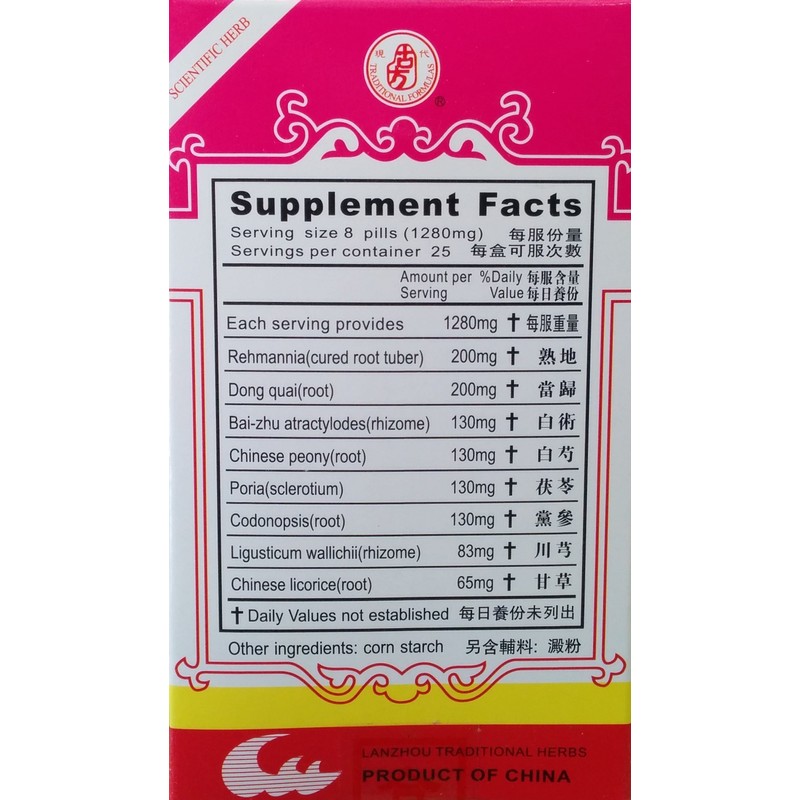 SCIENTIFIC HERB
現代
古方
TRADITIONAL FORMULAS
®
Supplement Facts
Serving size 8 pills (1280mg) 每服份量
Servings per container 25 每盒可服次數
Amount per %Daily 每服含量
Serving Value 每日養份
Each serving provides 1280mg † 每服重量
Rehmannia(cured root tuber) 200mg † 熟地
Dong quai(root) 200mg † 當歸
Bai-zhu atractylodes(rhizome) 130mg † 白術
Chinese peony(root) 130mg † 白芍
Poria(sclerotium) 130mg † 茯苓
Codonopsis(root) 130mg † 黨參
Ligusticum wallichii(rhizome) 83mg † 川芎
Chinese licorice(root) 65mg † 甘草
† Daily Values not established 每日養份未列出
Other ingredients: corn starch 另含輔料: 澱粉
LANZHOU TRADITIONAL HERBS
PRODUCT OF CHINA